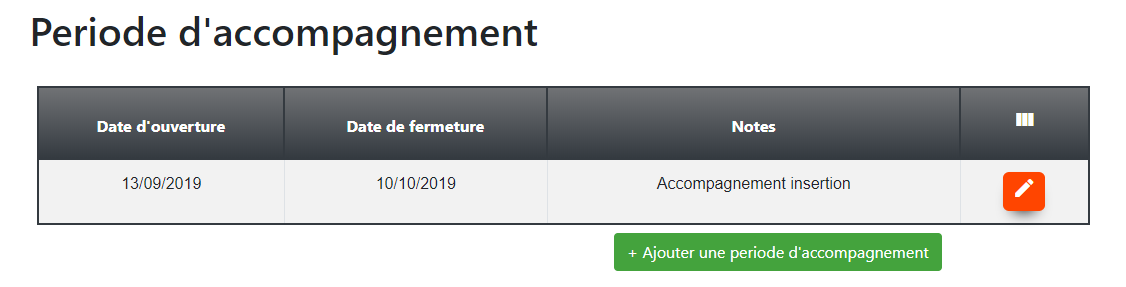 Periode d'accompagnement
Date d'ouverture Date de fermeture Notes
13/09/2019 10/10/2019 Accompagnement insertion
+ Ajouter une periode d'accompagnement